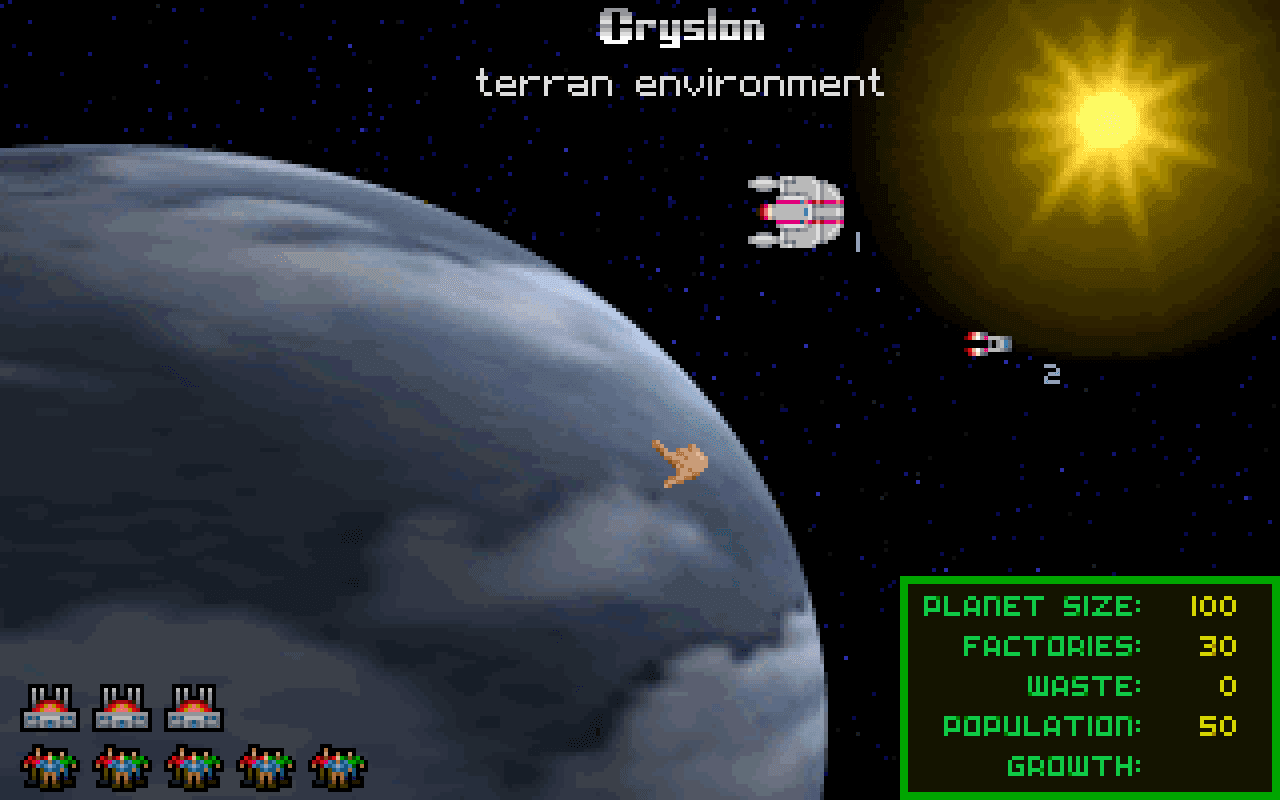 Cryslon
terran environment
1
2
PLANET SIZE: 100
FACTORIES: 30
WASTE: 0
POPULATION: 50
GROWTH: